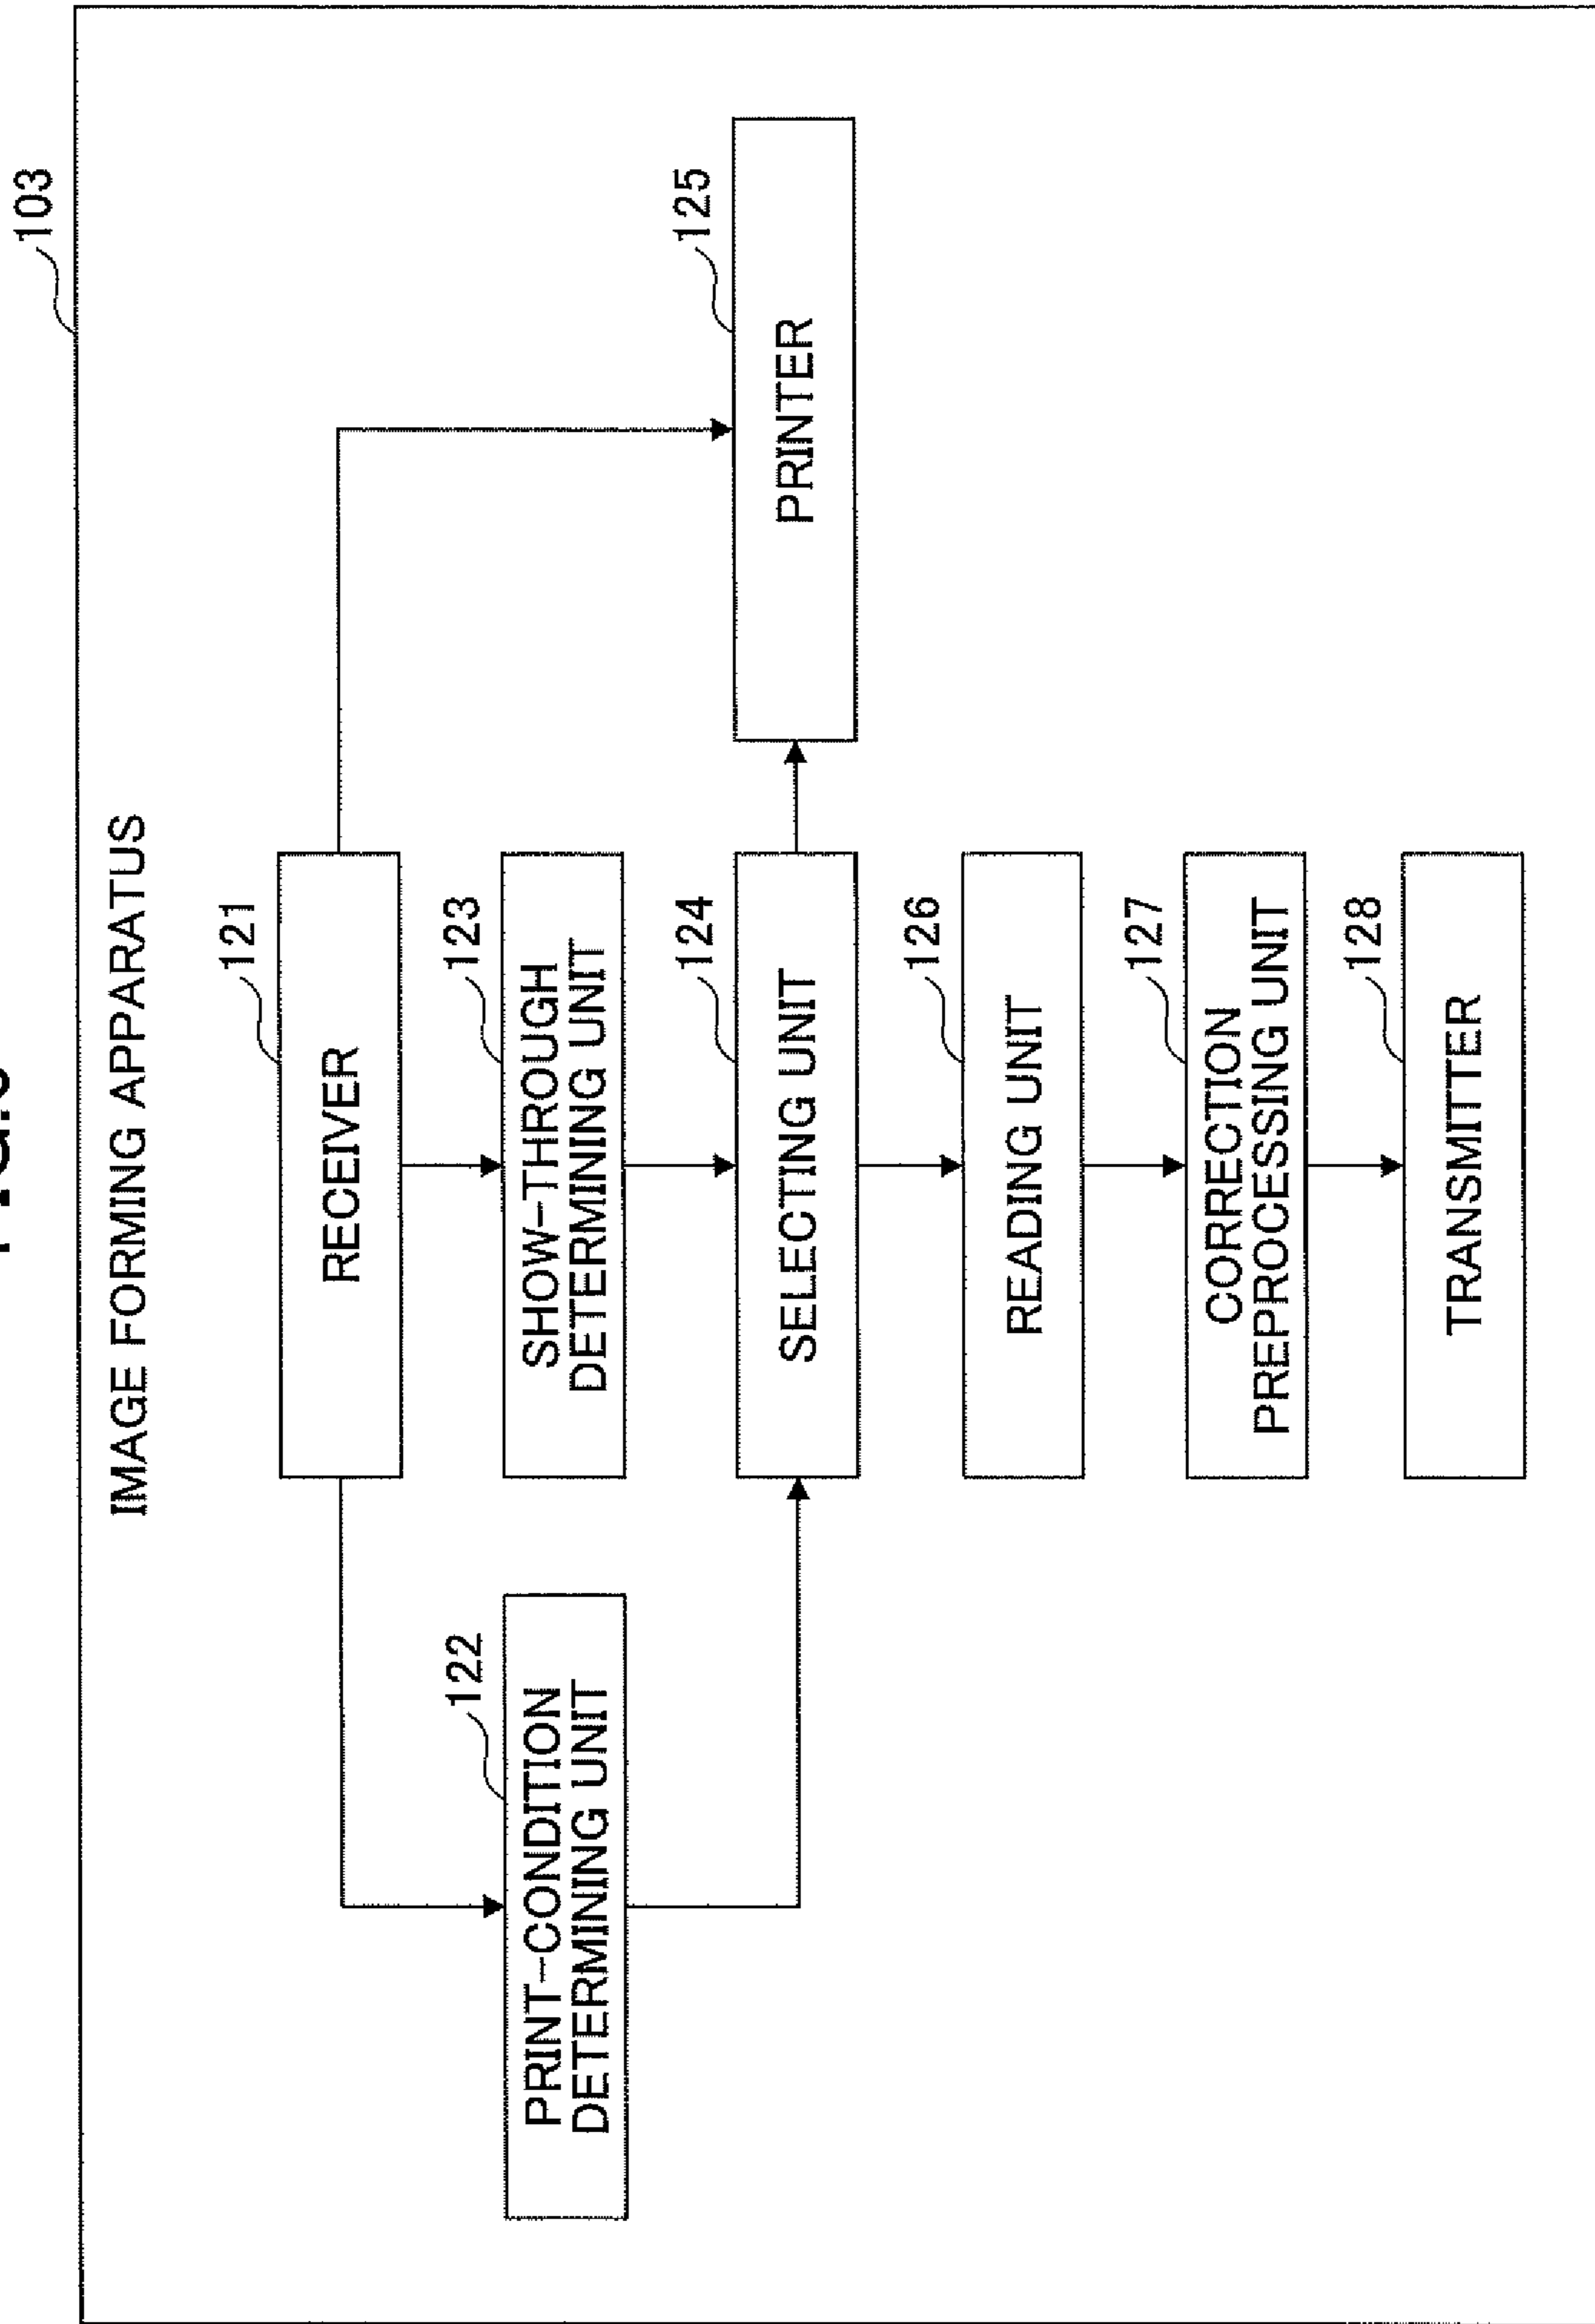 103
IMAGE FORMING APPARATUS
121
RECEIVER
122
PRINT-CONDITION
DETERMINING UNIT
123
SHOW-THROUGH
DETERMINING UNIT
124
SELECTING UNIT
125
PRINTER
126
READING UNIT
127
CORRECTION
PREPROCESSING UNIT
128
TRANSMITTER